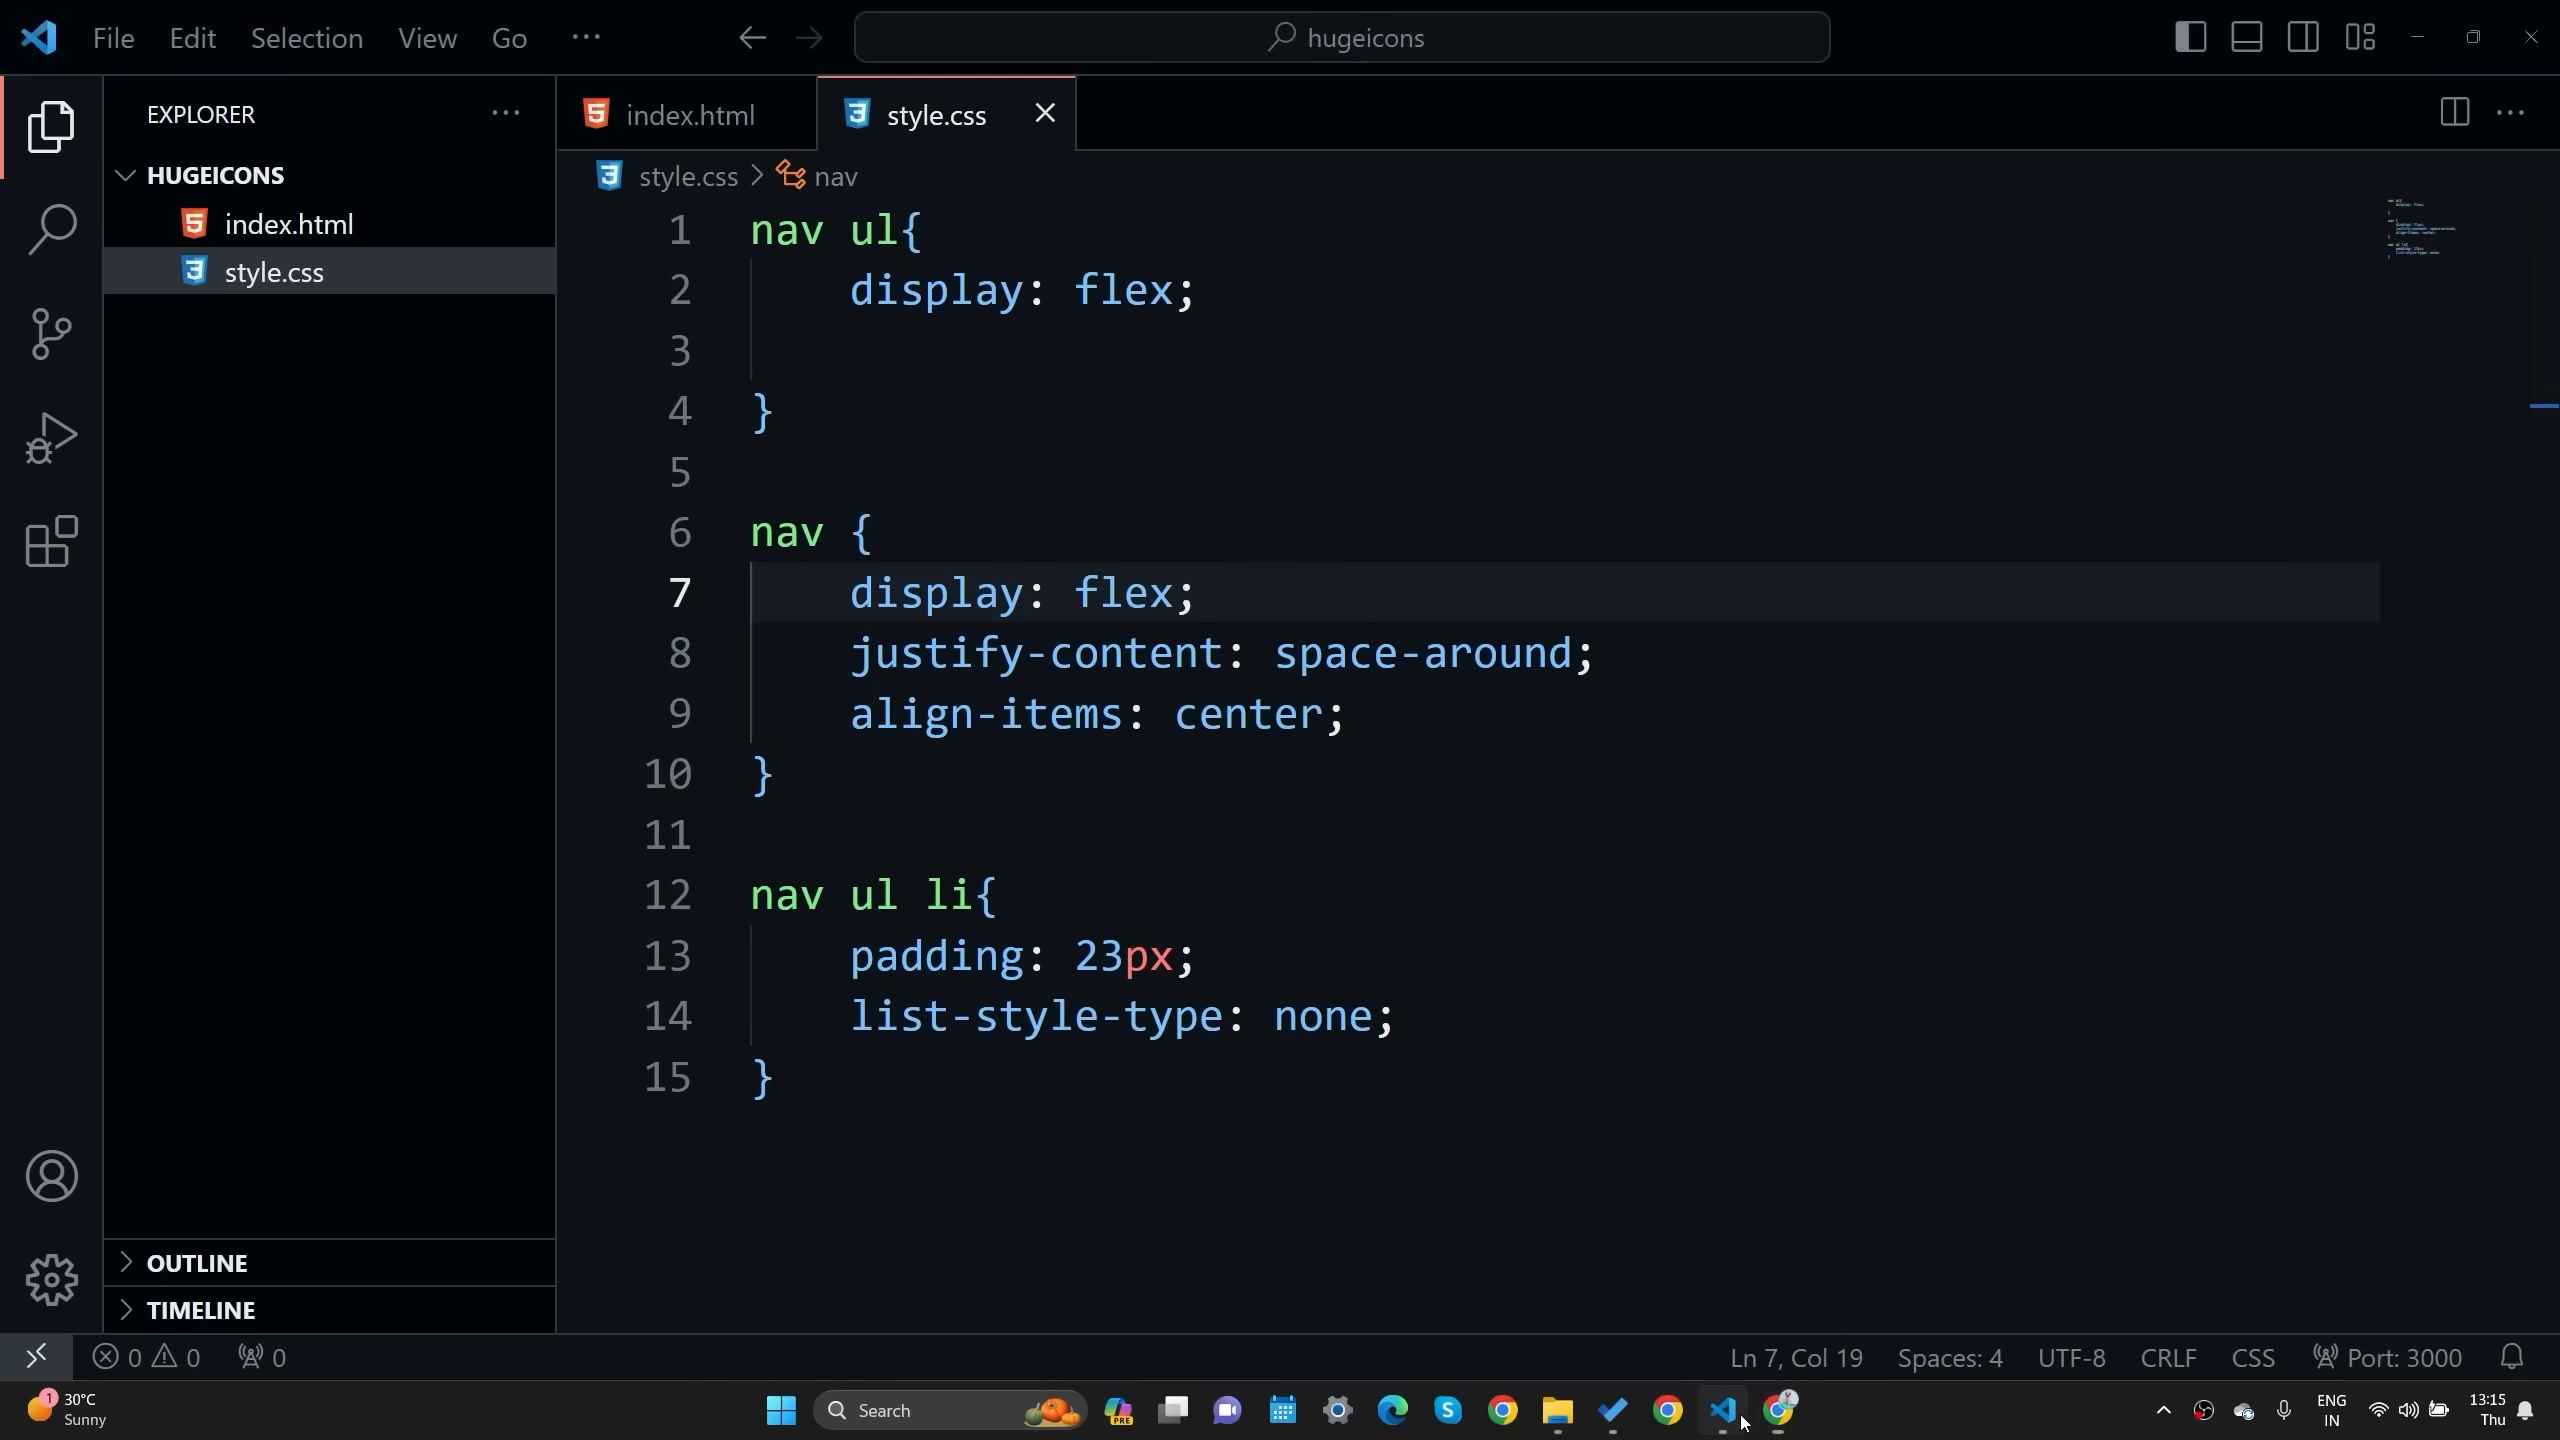 File Edit Selection View Go ···
hugeicons
EXPLORER
HUGEICONS
index.html
style.css
OUTLINE
TIMELINE
index.html
style.css
style.css > nav
1 nav ul{
2     display: flex;
3
4 }
5
6 nav {
7     display: flex;
8     justify-content: space-around;
9     align-items: center;
10 }
11
12 nav ul li{
13     padding: 23px;
14     list-style-type: none;
15 }
0 0 0
Ln 7, Col 19 Spaces: 4 UTF-8 CRLF CSS Port: 3000
1
30°C
Sunny
Search
PRE
ENG
IN
13:15
Thu